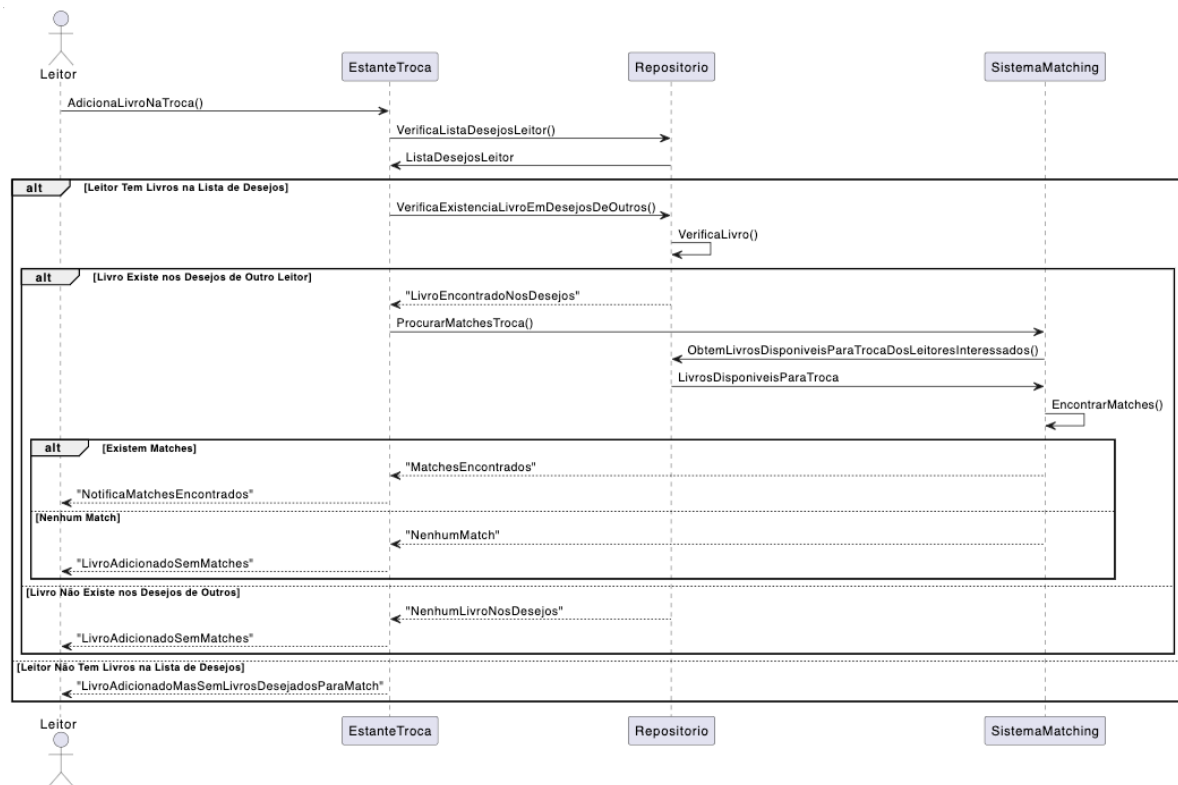 Leitor
EstanteTroca
Repositorio
SistemaMatching
AdicionaLivroNaTroca()
VerificaListaDesejosLeitor()
ListaDesejosLeitor
alt
[Leitor Tem Livros na Lista de Desejos]
VerificaExistenciaLivroEmDesejosDeOutros()
VerificaLivro()
alt
[Livro Existe nos Desejos de Outro Leitor]
"LivroEncontradoNosDesejos"
ProcurarMatchesTroca()
ObtemLivrosDisponiveisParaTrocaDosLeitoresInteressados()
LivrosDisponiveisParaTroca
EncontrarMatches()
alt
[Existem Matches]
"MatchesEncontrados"
"NotificaMatchesEncontrados"
[Nenhum Match]
"NenhumMatch"
"LivroAdicionadoSemMatches"
[Livro Não Existe nos Desejos de Outros]
"NenhumLivroNosDesejos"
"LivroAdicionadoSemMatches"
[Leitor Não Tem Livros na Lista de Desejos]
"LivroAdicionadoMasSemLivrosDesejadosParaMatch"
Leitor
EstanteTroca
Repositorio
SistemaMatching